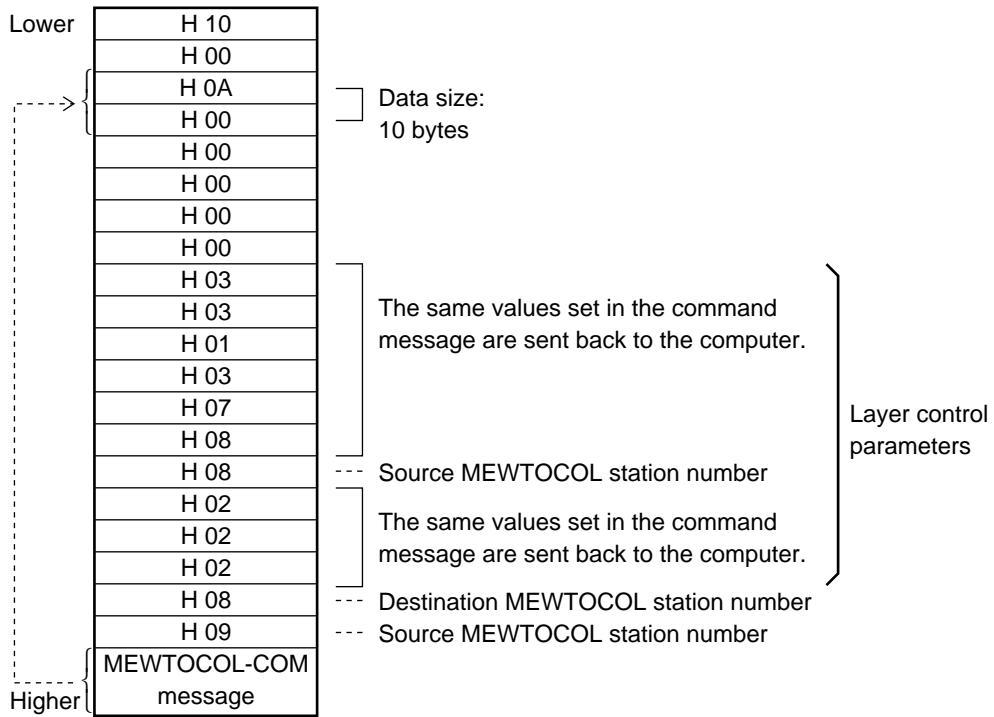 Lower
H 10
H 00
H 0A
H 00
Data size:
10 bytes
H 00
H 00
H 00
H 00
H 03
H 03
H 01
H 03
H 07
H 08
The same values set in the command
message are sent back to the computer.
H 08
Source MEWTOCOL station number
H 02
H 02
H 02
The same values set in the command
message are sent back to the computer.
Layer control
parameters
H 08
Destination MEWTOCOL station number
H 09
Source MEWTOCOL station number
MEWTOCOL-COM
message
Higher